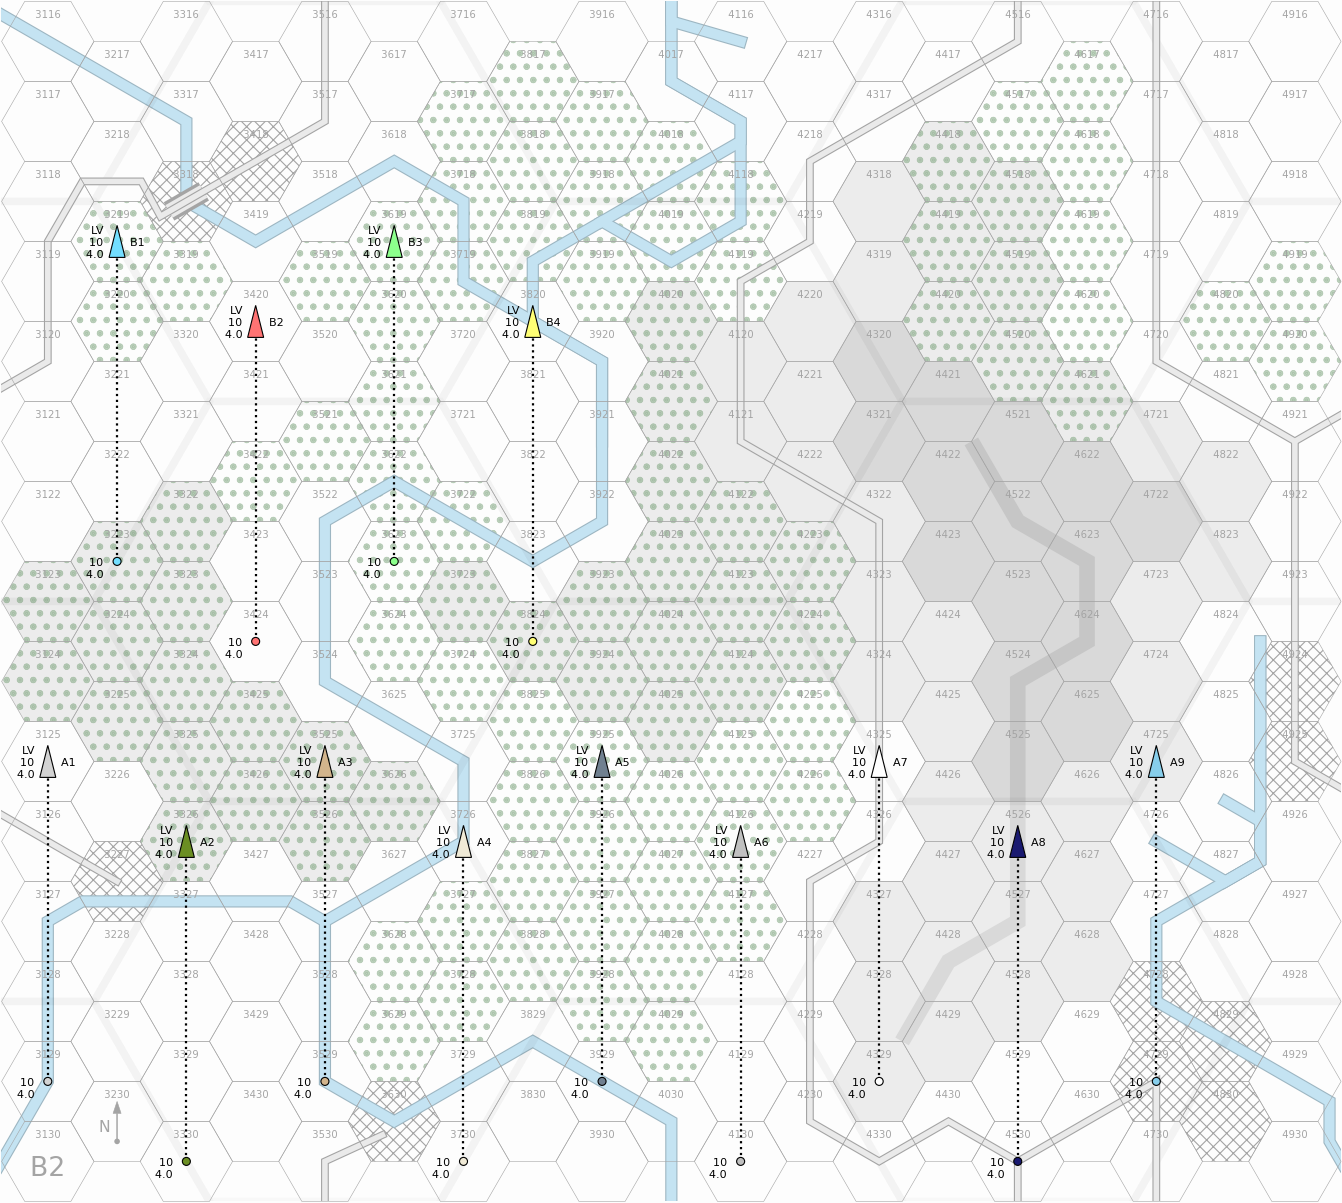 3116 3316 3516 3716 3916 4116 4316 4516 4716 4916
3217 3417 3617 3817 4017 4217 4417 4617 4817
3117 3317 3517 3717 3917 4117 4317 4517 4717 4917
3218 3418 3618 3818 4018 4218 4418 4618 4818
3118 3318 3518 3718 3918 4118 4318 4518 4718 4918
3219 3419 3619 3819 4019 4219 4419 4619 4819
LV LV
10 B1 10 B3
3119 4.0 3319 3519 4.0 3719 3919 4119 4319 4519 4719 4919
3220 3420 3620 3820 4020 4220 4420 4620 4820
LV LV
10 B2 10 B4
3120 3320 4.0 3520 3720 4.0 3920 4120 4320 4520 4720 4920
3221 3421 3621 3821 4021 4221 4421 4621 4821
3121 3321 3521 3721 3921 4121 4321 4521 4721 4921
3222 3422 3622 3822 4022 4222 4422 4622 4822
3122 3322 3522 3722 3922 4122 4322 4522 4722 4922
3223 3423 3623 3823 4023 4223 4423 4623 4823
10 10
3123 4.0 3323 3523 4.0 3723 3923 4123 4323 4523 4723 4923
3224 3424 3624 3824 4024 4224 4424 4624 4824
10 10
3124 3324 4.0 3524 3724 4.0 3924 4124 4324 4524 4724 4924
3225 3425 3625 3825 4025 4225 4425 4625 4825
3125 3325 3525 3725 3925 4125 4325 4525 4725 4925
LV LV LV LV LV
10 A1 10 A3 10 A5 10 A7 10 A9
4.0 3226 3426 4.0 3626 3826 4.0 4026 4226 4.0 4426 4626 4.0 4826
3126 3326 3526 3726 3926 4126 4326 4526 4726 4926
LV LV LV LV
10 A2 10 A4 10 A6 10 A8
3227 4.0 3427 3627 4.0 3827 4027 4.0 4227 4427 4.0 4627 4827
3127 3327 3527 3727 3927 4127 4327 4527 4727 4927
3228 3428 3628 3828 4028 4228 4428 4628 4828
3128 3328 3528 3728 3928 4128 4328 4528 4728 4928
3229 3429 3629 3829 4029 4229 4429 4629 4829
3129 3329 3529 3729 3929 4129 4329 4529 4729 4929
10 10 10 10 10
4.0 3230 3430 4.0 3630 3830 4.0 4030 4230 4.0 4430 4630 4.0 4830
N
3130 3330 3530 3730 3930 4130 4330 4530 4730 4930
10 10 10 10
4.0 4.0 4.0 4.0
B2